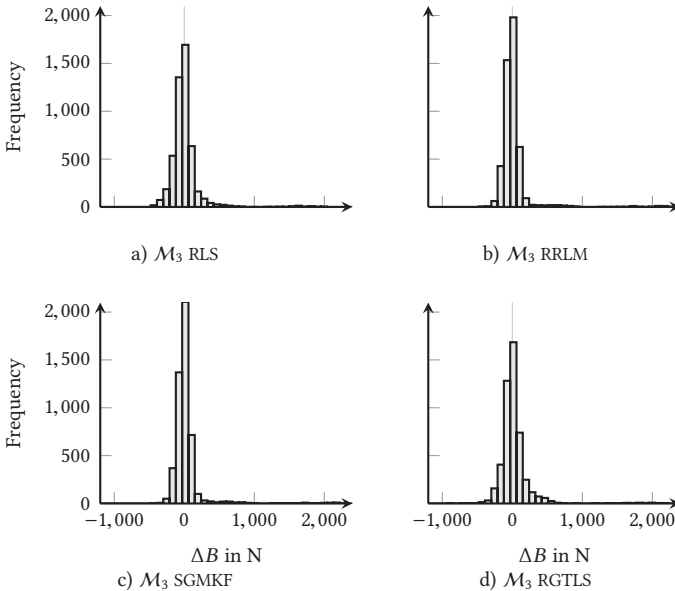 2,000
1,500
1,000
500
0
Frequency
a) M₃ RLS
b) M₃ RRLM
2,000
1,500
1,000
500
0
Frequency
−1,000 0 1,000 2,000
−1,000 0 1,000 2,000
ΔB in N
ΔB in N
c) M₃ SGMKF
d) M₃ RGTLS